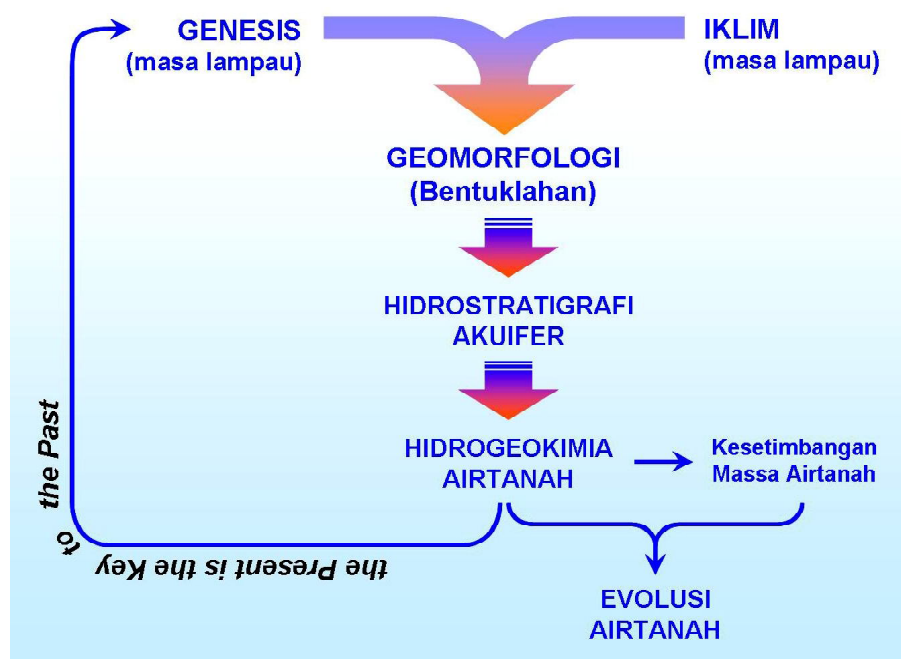 GENESIS
(masa lampau)
IKLIM
(masa lampau)
GEOMORFOLOGI
(Bentuklahan)
HIDROSTRATIGRAFI
AKUIFER
HIDROGEOKIMIA
AIRTANAH
Kesetimbangan
Massa Airtanah
EVOLUSI
AIRTANAH
the Present is the Key to the Past